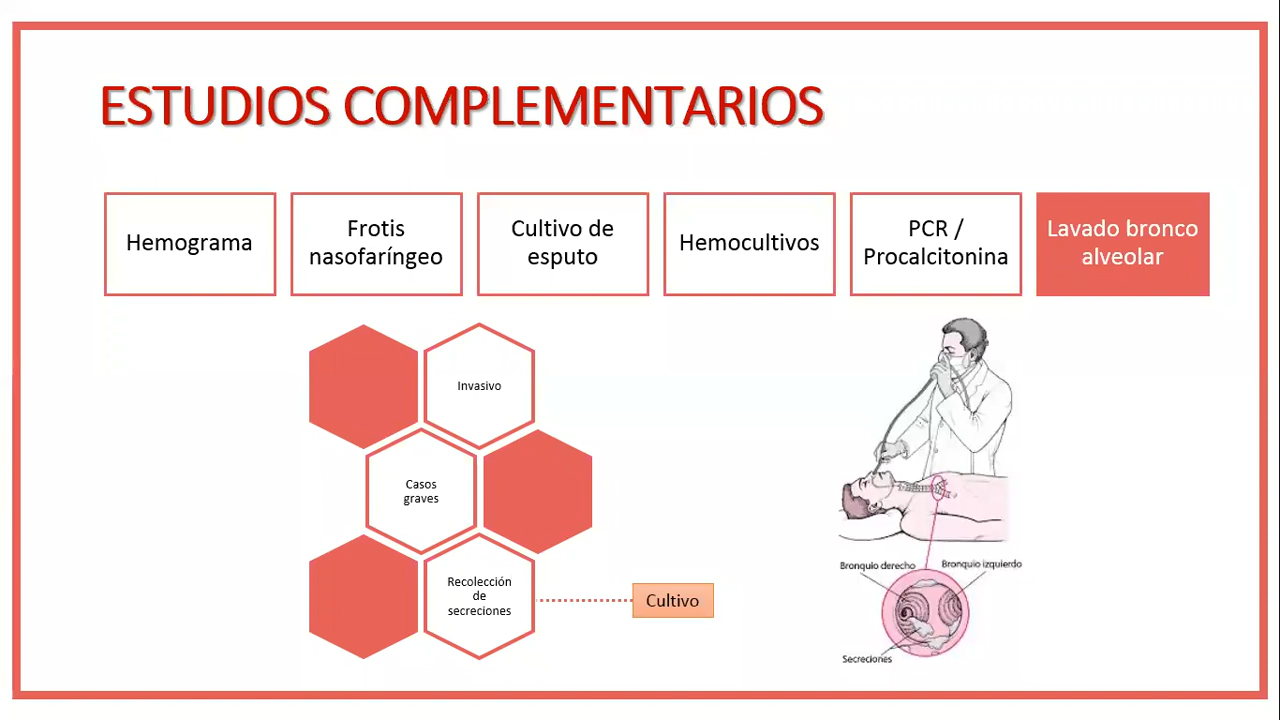 ESTUDIOS COMPLEMENTARIOS
Hemograma
Frotis
nasofaríngeo
Cultivo de
esputo
Hemocultivos
PCR /
Procalcitonina
Lavado bronco
alveolar
Invasivo
Casos
graves
Recolección
de
secreciones
Cultivo
Bronquio derecho
Bronquio izquierdo
Secreciones